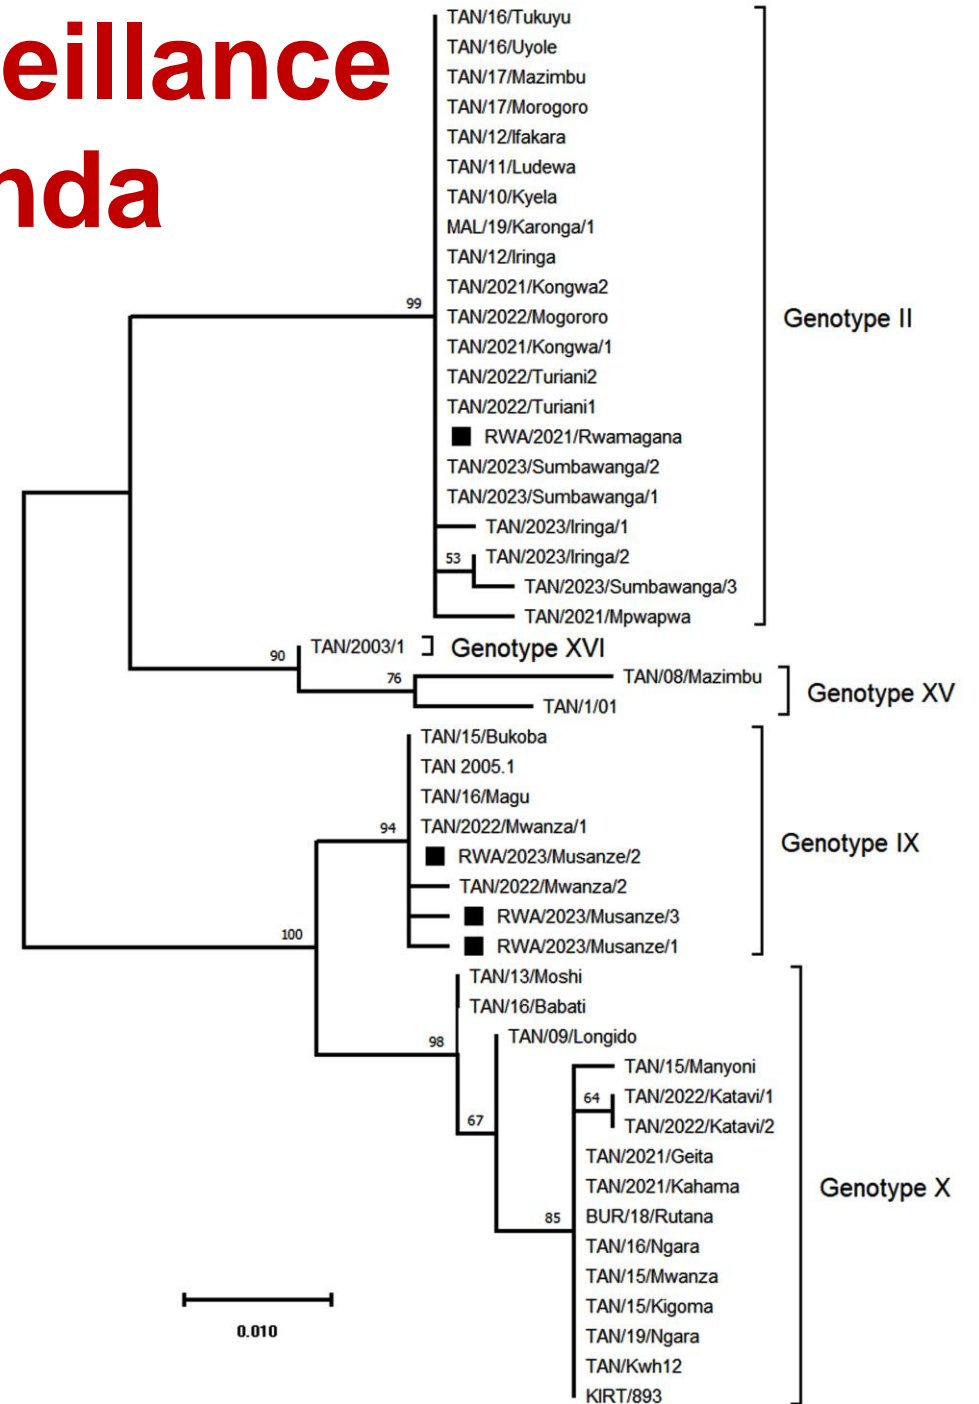 eillance
nda
TAN/16/Tukuyu
TAN/16/Uyole
TAN/17/Mazimbu
TAN/17/Morogoro
TAN/12/Ifakara
TAN/11/Ludewa
TAN/10/Kyela
MAL/19/Karonga/1
TAN/12/Iringa
TAN/2021/Kongwa2
99
TAN/2022/Mogororo
Genotype II
TAN/2021/Kongwa/1
TAN/2022/Turiani2
TAN/2022/Turiani1
RWA/2021/Rwamagana
TAN/2023/Sumbawanga/2
TAN/2023/Sumbawanga/1
TAN/2023/Iringa/1
53
TAN/2023/Iringa/2
TAN/2023/Sumbawanga/3
TAN/2021/Mpwapwa
90
TAN/2003/1
Genotype XVI
76
TAN/08/Mazimbu
Genotype XV
TAN/1/01
TAN/15/Bukoba
TAN 2005.1
TAN/16/Magu
94
TAN/2022/Mwanza/1
Genotype IX
RWA/2023/Musanze/2
TAN/2022/Mwanza/2
RWA/2023/Musanze/3
100
RWA/2023/Musanze/1
TAN/13/Moshi
TAN/16/Babati
98
TAN/09/Longido
TAN/15/Manyoni
64
TAN/2022/Katavi/1
67
TAN/2022/Katavi/2
TAN/2021/Geita
TAN/2021/Kahama
Genotype X
85
BUR/18/Rutana
TAN/16/Ngara
TAN/15/Mwanza
TAN/15/Kigoma
TAN/19/Ngara
TAN/Kwh12
KIRT/893
0.010